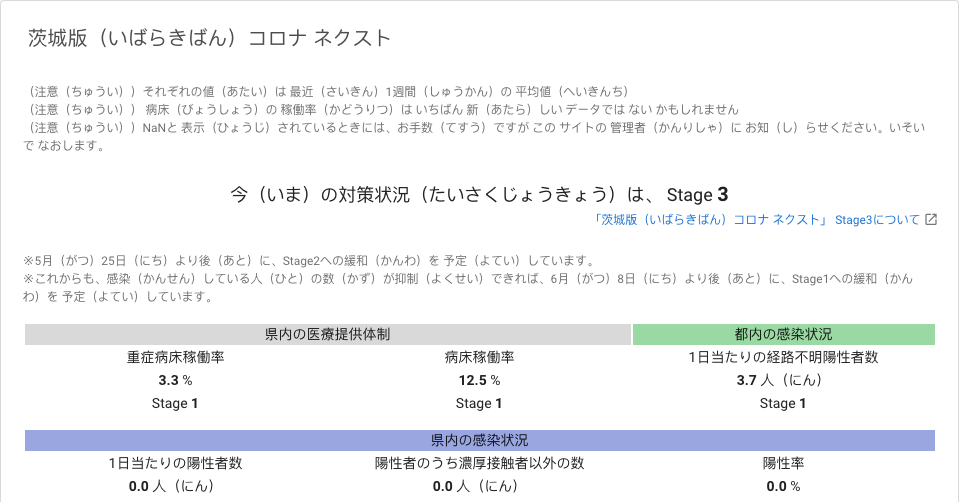 茨城版（いばらきばん）コロナ ネクスト
（注意（ちゅうい））それぞれの値（あたい）は 最近（さいきん）1週間（しゅうかん）の 平均値（へいきんち）
（注意（ちゅうい）） 病床（びょうしょう）の 稼働率（かどうりつ）は いちばん 新（あたら）しい データでは ない かもしれません
（注意（ちゅうい））NaNと 表示（ひょうじ）されているときには、お手数（てすう）ですが この サイトの 管理者（かんりしゃ）に お知（し）らせください。いそい
で なおします。
今（いま）の対策状況（たいさくじょうきょう）は、 Stage 3
「茨城版（いばらきばん）コロナ ネクスト」 Stage3について
※5月（がつ）25日（にち）より後（あと）に、Stage2への緩和（かんわ）を 予定（よてい）しています。
※これからも、感染（かんせん）している人（ひと）の数（かず）が抑制（よくせい）できれば、6月（がつ）8日（にち）より後（あと）に、Stage1への緩和（かん
わ）を 予定（よてい）しています。
県内の医療提供体制 都内の感染状況
重症病床稼働率 病床稼働率 1日当たりの経路不明陽性者数
3.3 % 12.5 % 3.7 人（にん）
Stage 1 Stage 1 Stage 1
県内の感染状況
1日当たりの陽性者数 陽性者のうち濃厚接触者以外の数 陽性率
0.0 人（にん） 0.0 人（にん） 0.0 %